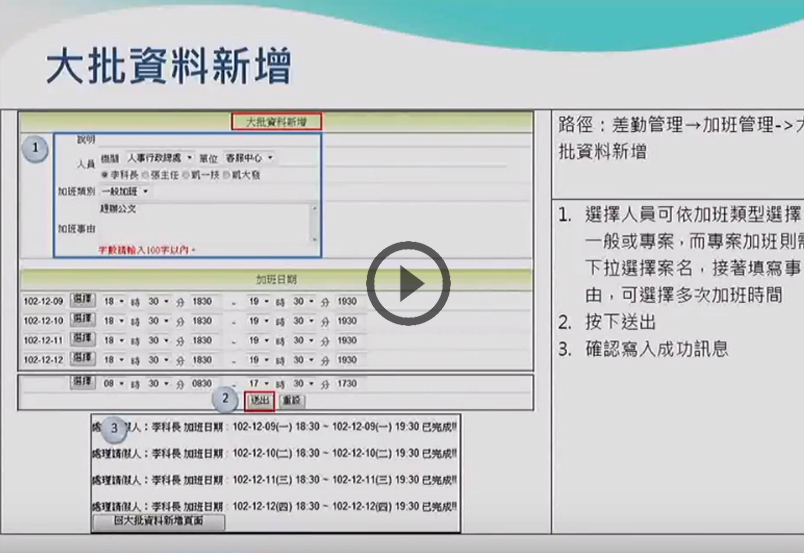 大批資料新增
大批資料新增
說明
人員 機關 人事行政總處 單位 客服中心
李科長 張主任 凱一技 凱大發
加班類別 一般加班
趕辦公文
加班事由
字數請輸入100字以內。
加班日期
102-12-09 選擇 18 時 30 分 1830 ~ 19 時 30 分 1930
102-12-10 選擇 18 時 30 分 1830 ~ 19 時 30 分 1930
102-12-11 選擇 18 時 30 分 1830 ~ 19 時 30 分 1930
102-12-12 選擇 18 時 30 分 1830 ~ 19 時 30 分 1930
選擇 08 時 30 分 0830 ~ 17 時 30 分 1730
送出 重設
1
2
3
處理 假人：李科長 加班日期：102-12-09(一) 18:30 ~ 102-12-09(一) 19:30 已完成!!
處理請假人：李科長 加班日期：102-12-10(二) 18:30 ~ 102-12-10(二) 19:30 已完成!!
處理請假人：李科長 加班日期：102-12-11(三) 18:30 ~ 102-12-11(三) 19:30 已完成!!
處理請假人：李科長 加班日期：102-12-12(四) 18:30 ~ 102-12-12(四) 19:30 已完成!!
回大批資料新增頁面
路徑：差勤管理→加班管理->大
批資料新增
1. 選擇人員可依加班類型選擇
一般或專案，而專案加班則需
下拉選擇案名，接著填寫事
由，可選擇多次加班時間
2. 按下送出
3. 確認寫入成功訊息